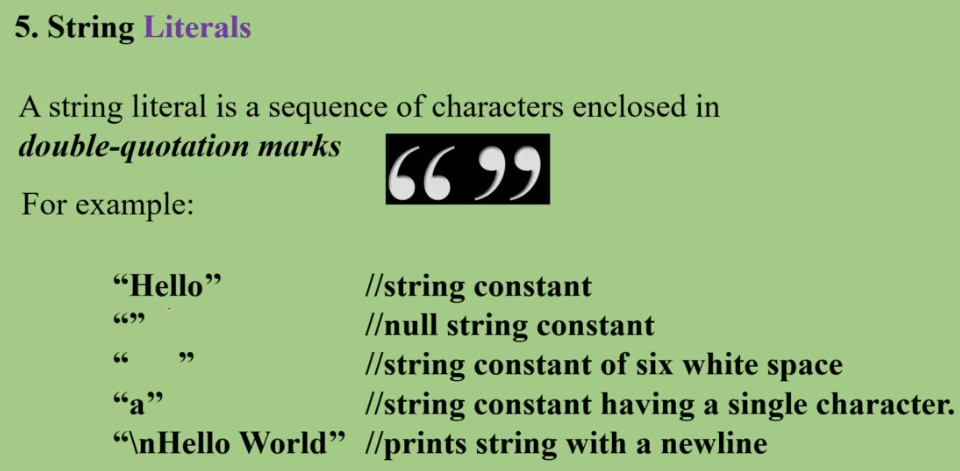 5. String Literals
A string literal is a sequence of characters enclosed in
double-quotation marks “ ”
For example:
“Hello” //string constant
“” //null string constant
“      ” //string constant of six white space
“a” //string constant having a single character.
“\nHello World” //prints string with a newline